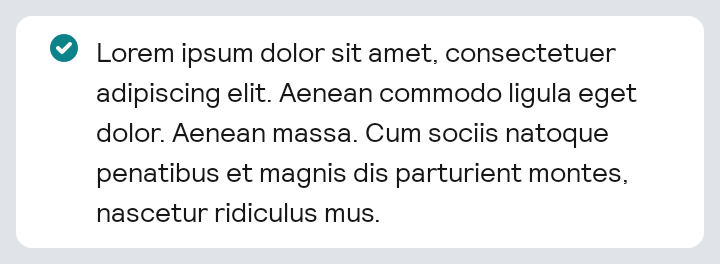 Lorem ipsum dolor sit amet, consectetuer
adipiscing elit. Aenean commodo ligula eget
dolor. Aenean massa. Cum sociis natoque
penatibus et magnis dis parturient montes,
nascetur ridiculus mus.